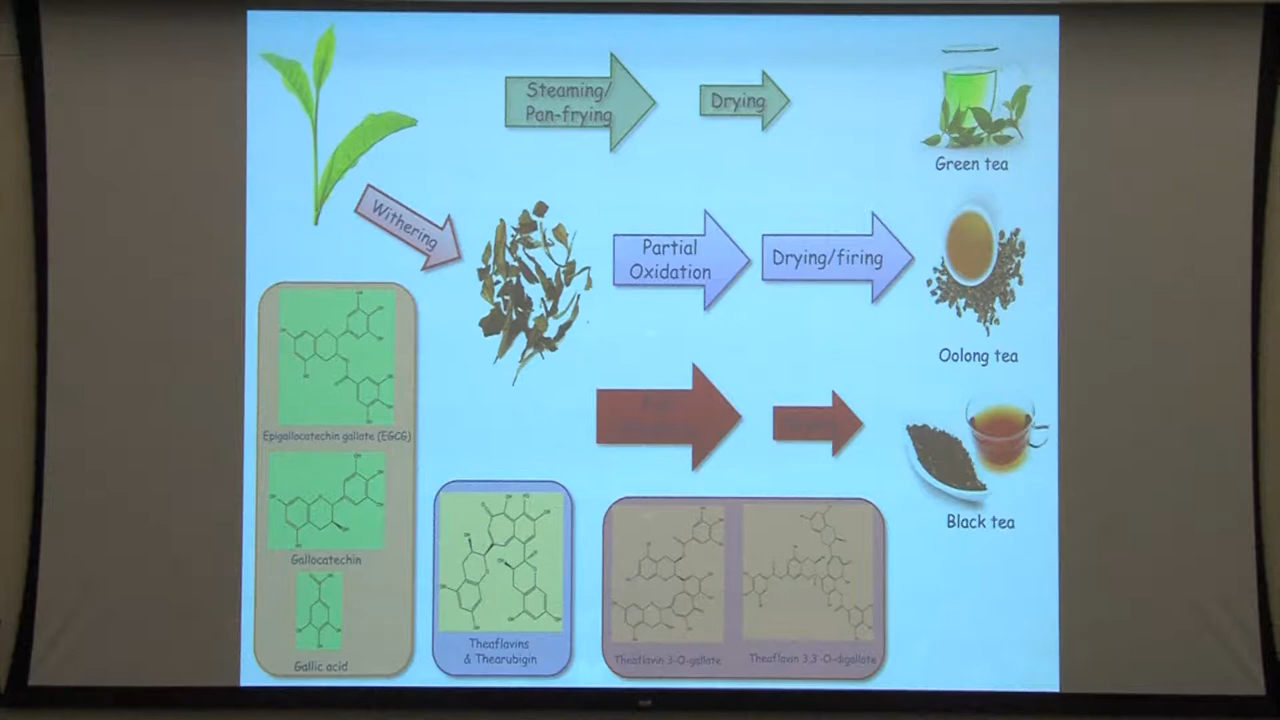 Steaming/
Pan-frying
Drying
Green tea
Withering
Partial
Oxidation
Drying/firing
Oolong tea
Black tea
Epigallocatechin gallate (EGCG)
Gallocatechin
Gallic acid
Theaflavins
& Thearubigin
Theaflavin 3-O-gallate
Theaflavin 3,3'-O-digallate